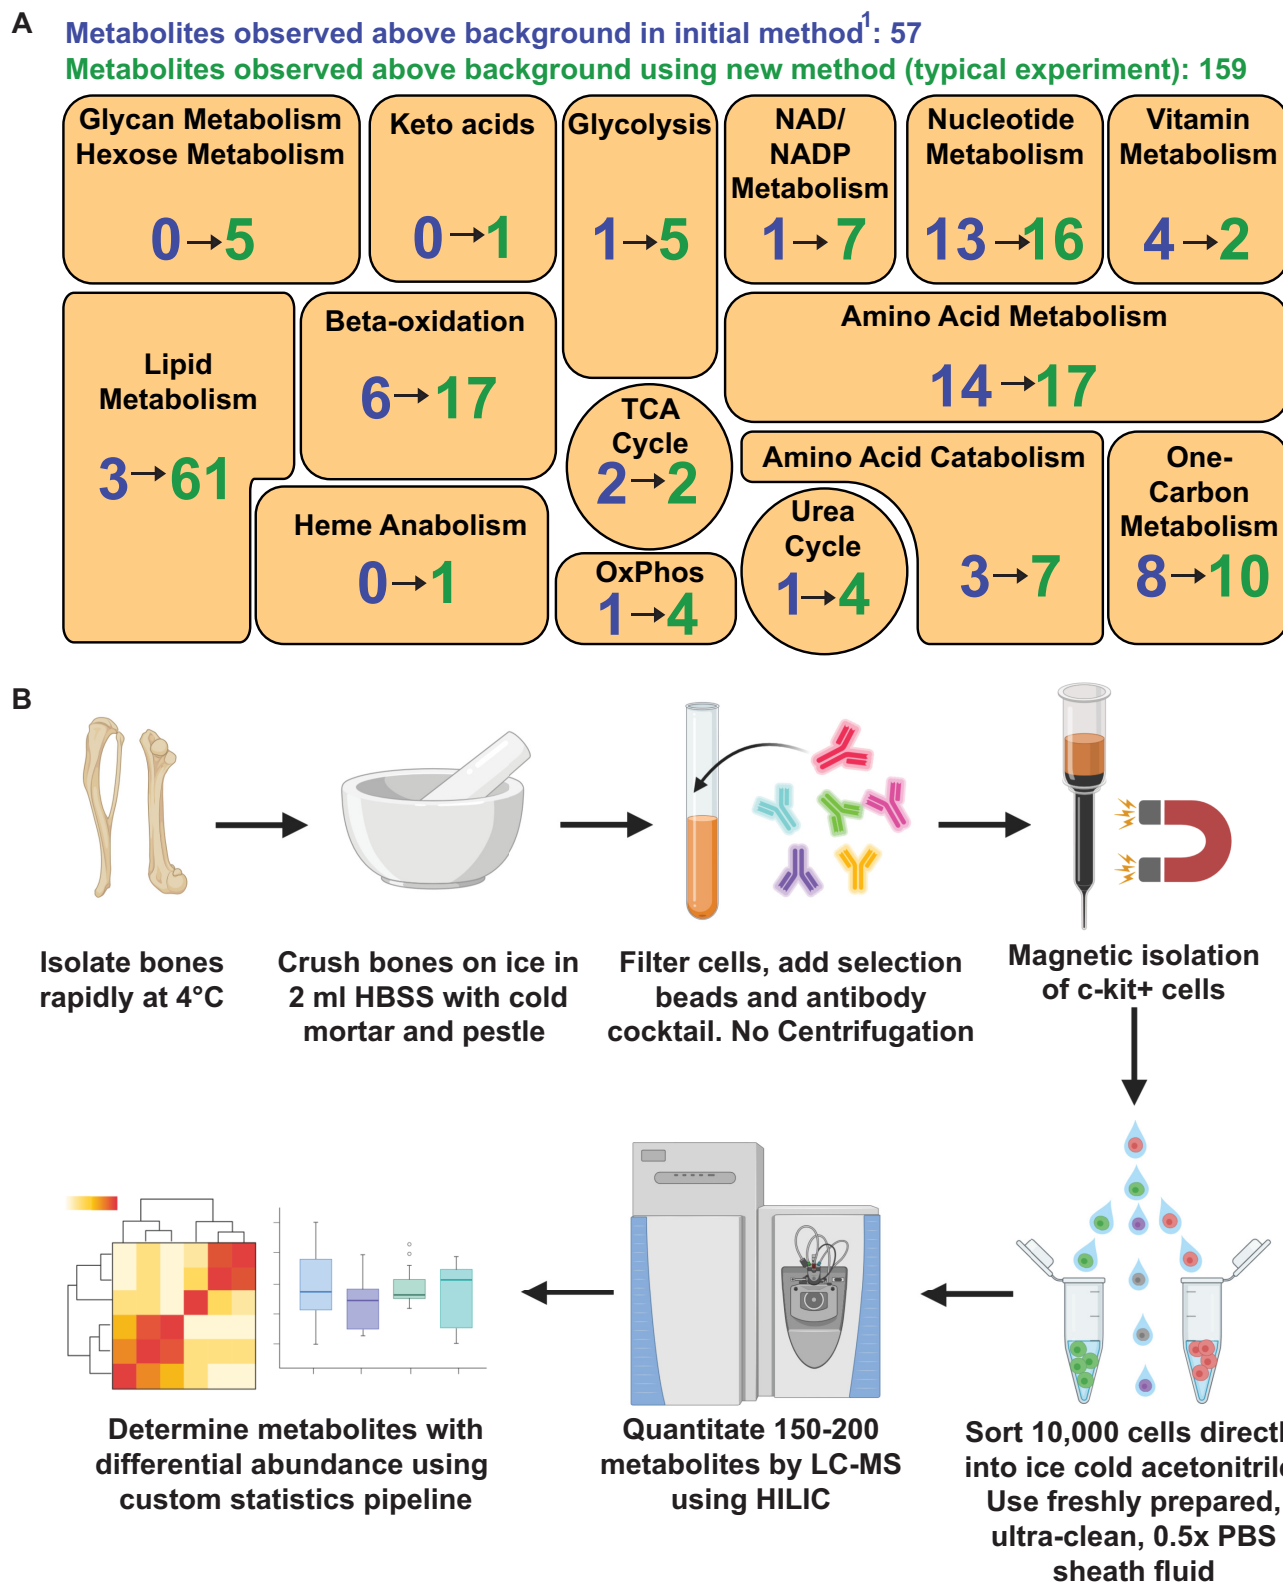 A
Metabolites observed above background in initial method1: 57
Metabolites observed above background using new method (typical experiment): 159
Glycan Metabolism
Hexose Metabolism
0→5
Keto acids
0→1
Glycolysis
1→5
NAD/
NADP
Metabolism
1→7
Nucleotide
Metabolism
13→16
Vitamin
Metabolism
4→2
Lipid
Metabolism
3→61
Beta-oxidation
6→17
Amino Acid Metabolism
14→17
TCA
Cycle
2→2
Amino Acid Catabolism
3→7
One-
Carbon
Metabolism
8→10
Heme Anabolism
0→1
OxPhos
1→4
Urea
Cycle
1→4
B
Isolate bones
rapidly at 4°C
Crush bones on ice in
2 ml HBSS with cold
mortar and pestle
Filter cells, add selection
beads and antibody
cocktail. No Centrifugation
Magnetic isolation
of c-kit+ cells
Sort 10,000 cells directl
into ice cold acetonitrile
Use freshly prepared,
ultra-clean, 0.5x PBS
sheath fluid
Quantitate 150-200
metabolites by LC-MS
using HILIC
Determine metabolites with
differential abundance using
custom statistics pipeline